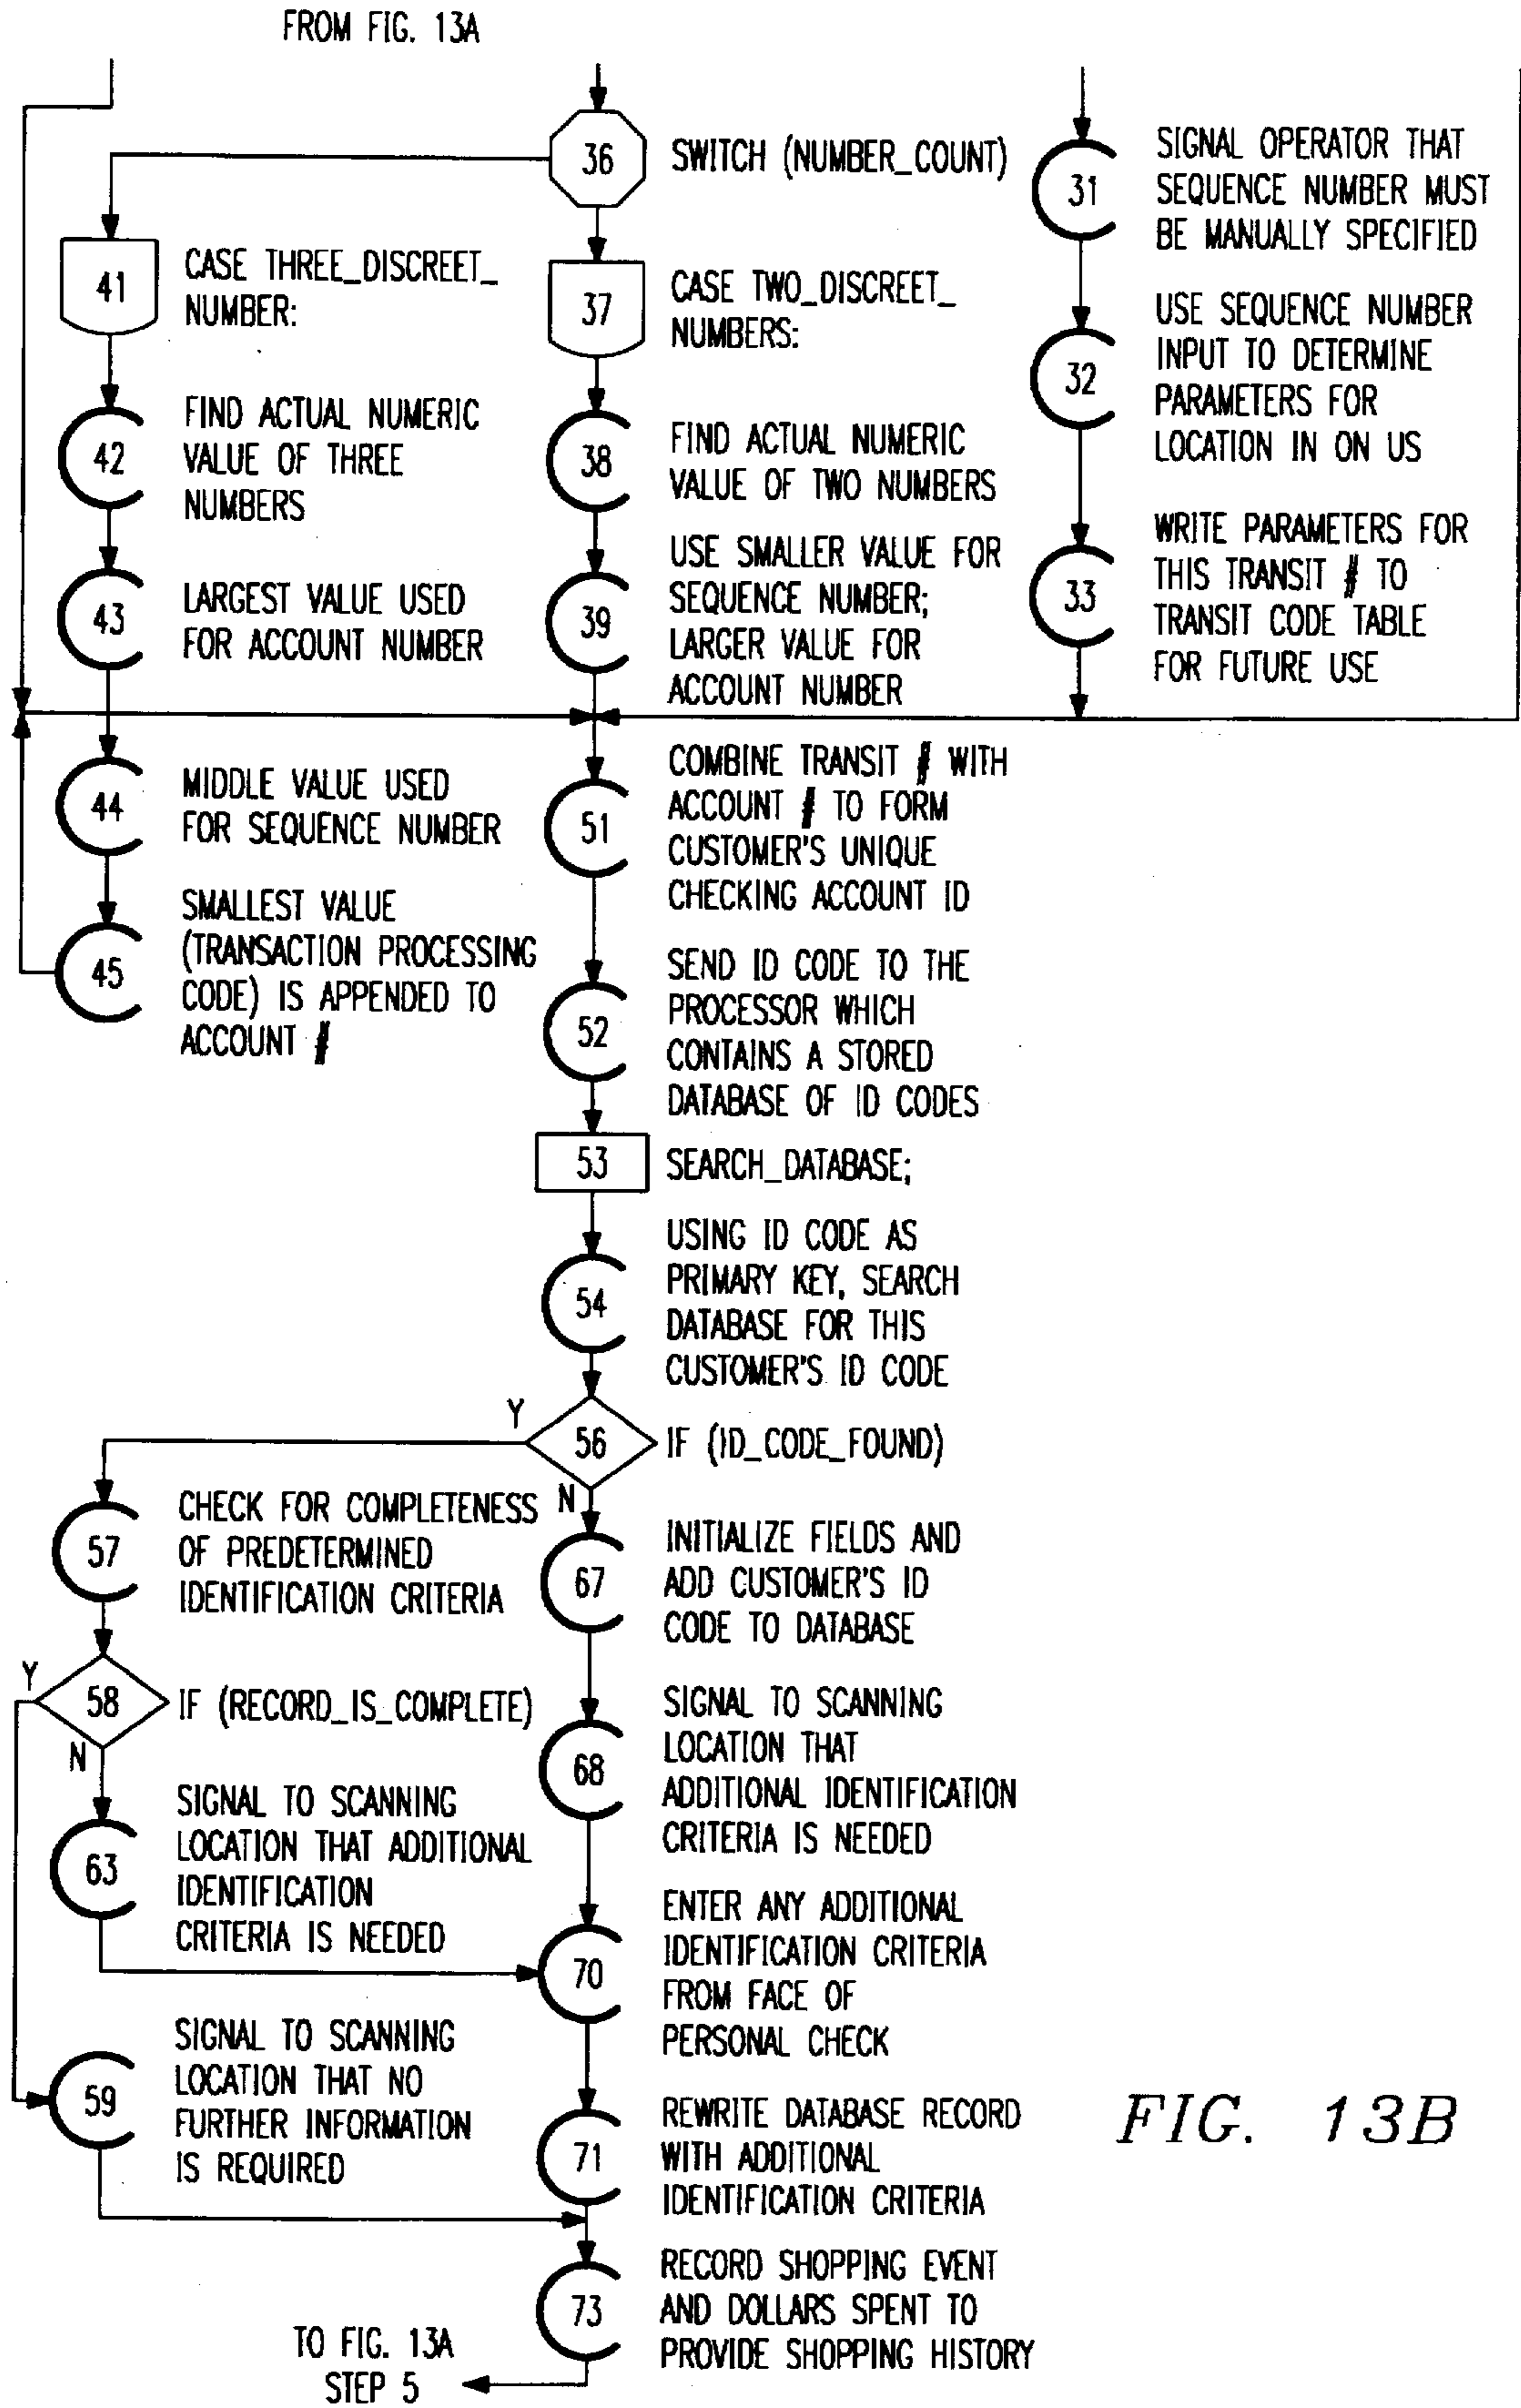 FROM FIG. 13A
36
SWITCH (NUMBER_COUNT)
41
CASE THREE_DISCREET_
NUMBER:
42
FIND ACTUAL NUMERIC
VALUE OF THREE
NUMBERS
43
LARGEST VALUE USED
FOR ACCOUNT NUMBER
44
MIDDLE VALUE USED
FOR SEQUENCE NUMBER
45
SMALLEST VALUE
(TRANSACTION PROCESSING
CODE) IS APPENDED TO
ACCOUNT #
37
CASE TWO_DISCREET_
NUMBERS:
38
FIND ACTUAL NUMERIC
VALUE OF TWO NUMBERS
39
USE SMALLER VALUE FOR
SEQUENCE NUMBER;
LARGER VALUE FOR
ACCOUNT NUMBER
31
SIGNAL OPERATOR THAT
SEQUENCE NUMBER MUST
BE MANUALLY SPECIFIED
32
USE SEQUENCE NUMBER
INPUT TO DETERMINE
PARAMETERS FOR
LOCATION IN ON US
33
WRITE PARAMETERS FOR
THIS TRANSIT # TO
TRANSIT CODE TABLE
FOR FUTURE USE
51
COMBINE TRANSIT # WITH
ACCOUNT # TO FORM
CUSTOMER'S UNIQUE
CHECKING ACCOUNT ID
52
SEND ID CODE TO THE
PROCESSOR WHICH
CONTAINS A STORED
DATABASE OF ID CODES
53
SEARCH_DATABASE;
54
USING ID CODE AS
PRIMARY KEY, SEARCH
DATABASE FOR THIS
CUSTOMER'S ID CODE
Y
56
IF (ID_CODE_FOUND)
N
57
CHECK FOR COMPLETENESS
OF PREDETERMINED
IDENTIFICATION CRITERIA
Y
58
IF (RECORD_IS_COMPLETE)
N
63
SIGNAL TO SCANNING
LOCATION THAT ADDITIONAL
IDENTIFICATION
CRITERIA IS NEEDED
59
SIGNAL TO SCANNING
LOCATION THAT NO
FURTHER INFORMATION
IS REQUIRED
67
INITIALIZE FIELDS AND
ADD CUSTOMER'S ID
CODE TO DATABASE
68
SIGNAL TO SCANNING
LOCATION THAT
ADDITIONAL IDENTIFICATION
CRITERIA IS NEEDED
70
ENTER ANY ADDITIONAL
IDENTIFICATION CRITERIA
FROM FACE OF
PERSONAL CHECK
71
REWRITE DATABASE RECORD
WITH ADDITIONAL
IDENTIFICATION CRITERIA
73
RECORD SHOPPING EVENT
AND DOLLARS SPENT TO
PROVIDE SHOPPING HISTORY
TO FIG. 13A
STEP 5
FIG. 13B